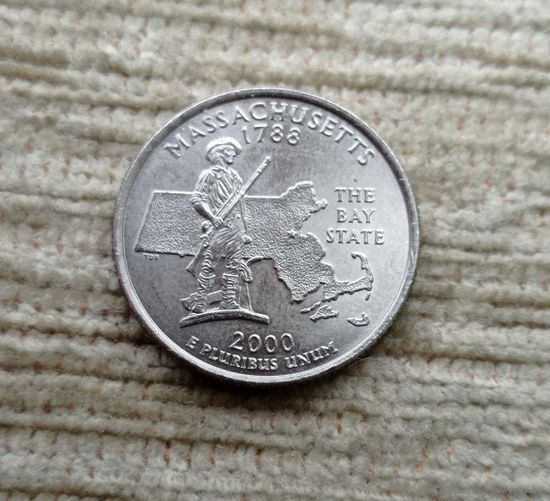 MASSACHUSETTS
1788
THE
BAY
STATE
2000
E PLURIBUS UNUM